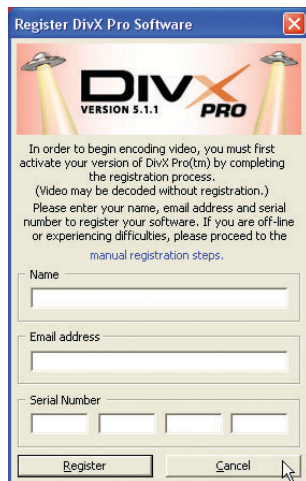 Register DivX Pro Software
DivX
VERSION 5.1.1
PRO
In order to begin encoding video, you must first
activate your version of DivX Pro(tm) by completing
the registration process.
(Video may be decoded without registration.)
Please enter your name, email address and serial
number to register your software. If you are off-line
or experiencing difficulties, please proceed to the
manual registration steps.
Name
Email address
Serial Number
Register
Cancel